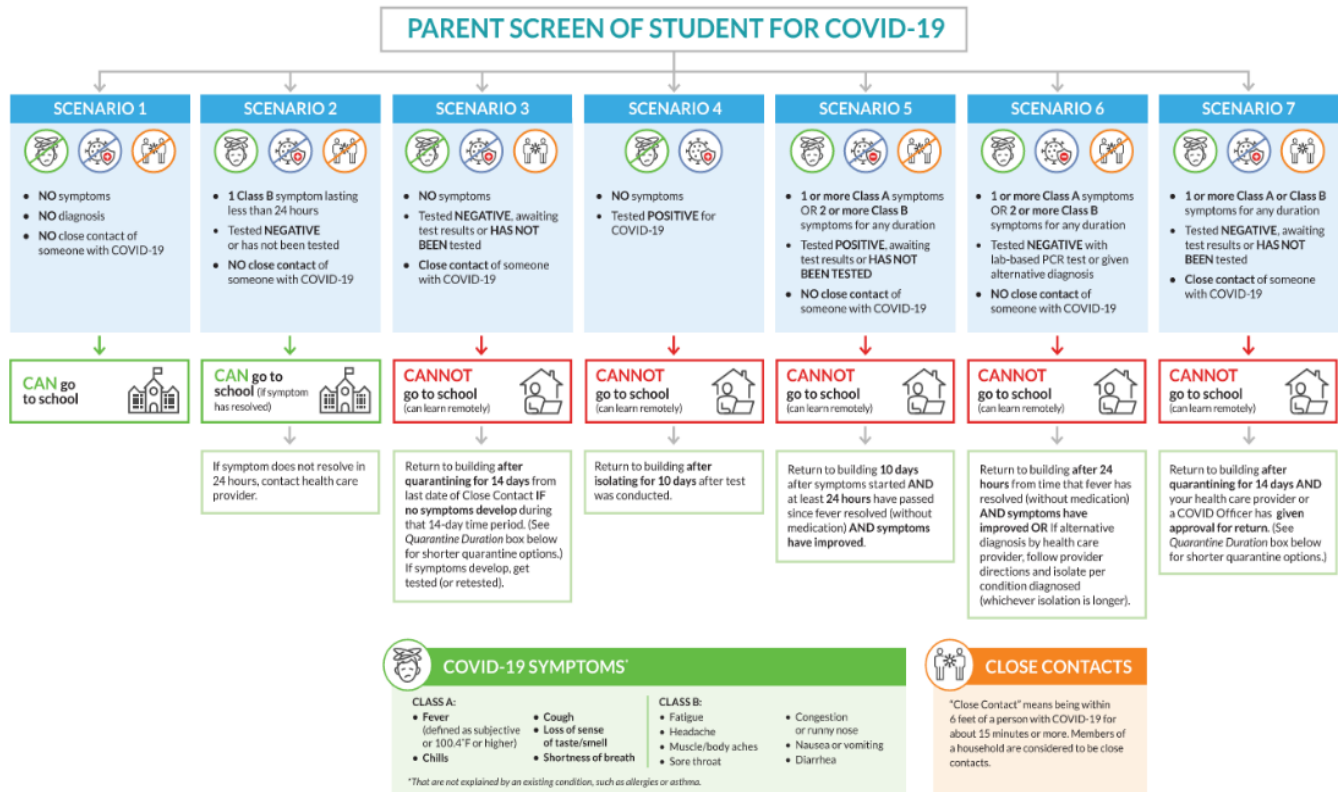 PARENT SCREEN OF STUDENT FOR COVID-19
SCENARIO 1
• NO symptoms
• NO diagnosis
• NO close contact of
someone with COVID-19
CAN go
to school
SCENARIO 2
• 1 Class B symptom lasting
less than 24 hours
• Tested NEGATIVE
or has not been tested
• NO close contact of
someone with COVID-19
CAN go to
school (if symptom
has resolved)
If symptom does not resolve in
24 hours, contact health care
provider.
SCENARIO 3
• NO symptoms
• Tested NEGATIVE, awaiting
test results or HAS NOT
BEEN tested
• Close contact of someone
with COVID-19
CANNOT
go to school
(can learn remotely)
Return to building after
quarantining for 14 days from
last date of Close Contact IF
no symptoms develop during
that 14-day time period. (See
Quarantine Duration box below
for shorter quarantine options.)
If symptoms develop, get
tested (or retested).
SCENARIO 4
• NO symptoms
• Tested POSITIVE for
COVID-19
CANNOT
go to school
(can learn remotely)
Return to building after
isolating for 10 days after test
was conducted.
SCENARIO 5
• 1 or more Class A symptoms
OR 2 or more Class B
symptoms for any duration
• Tested POSITIVE, awaiting
test results or HAS NOT
BEEN TESTED
• NO close contact of
someone with COVID-19
CANNOT
go to school
(can learn remotely)
Return to building 10 days
after symptoms started AND
at least 24 hours have passed
since fever resolved (without
medication) AND symptoms
have improved.
SCENARIO 6
• 1 or more Class A symptoms
OR 2 or more Class B
symptoms for any duration
• Tested NEGATIVE with
lab-based PCR test or given
alternative diagnosis
• NO close contact of
someone with COVID-19
CANNOT
go to school
(can learn remotely)
Return to building after 24
hours from time that fever has
resolved (without medication)
AND symptoms have
improved OR If alternative
diagnosis by health care
provider, follow provider
directions and isolate per
condition diagnosed
(whichever isolation is longer).
SCENARIO 7
• 1 or more Class A or Class B
symptoms for any duration
• Tested NEGATIVE, awaiting
test results or HAS NOT
BEEN tested
• Close contact of someone
with COVID-19
CANNOT
go to school
(can learn remotely)
Return to building after
quarantining for 14 days AND
your health care provider or
a COVID Officer has given
approval for return. (See
Quarantine Duration box below
for shorter quarantine options.)
COVID-19 SYMPTOMS*
CLASS A:
• Fever
(defined as subjective
or 100.4°F or higher)
• Chills
• Cough
• Loss of sense
of taste/smell
• Shortness of breath
CLASS B:
• Fatigue
• Headache
• Muscle/body aches
• Sore throat
• Congestion
or runny nose
• Nausea or vomiting
• Diarrhea
*That are not explained by an existing condition, such as allergies or asthma.
CLOSE CONTACTS
"Close Contact" means being within
6 feet of a person with COVID-19 for
about 15 minutes or more. Members of
a household are considered to be close
contacts.